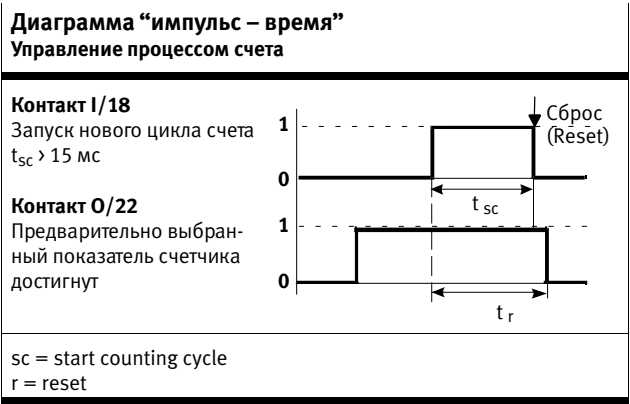 Диаграмма “импульс – время”
Управление процессом счета
Контакт I/18
Запуск нового цикла счета
tsc > 15 мс
1
0
Сброс
(Reset)
t sc
Контакт O/22
Предварительно выбран-
ный показатель счетчика
достигнут
1
0
t r
sc = start counting cycle
r = reset